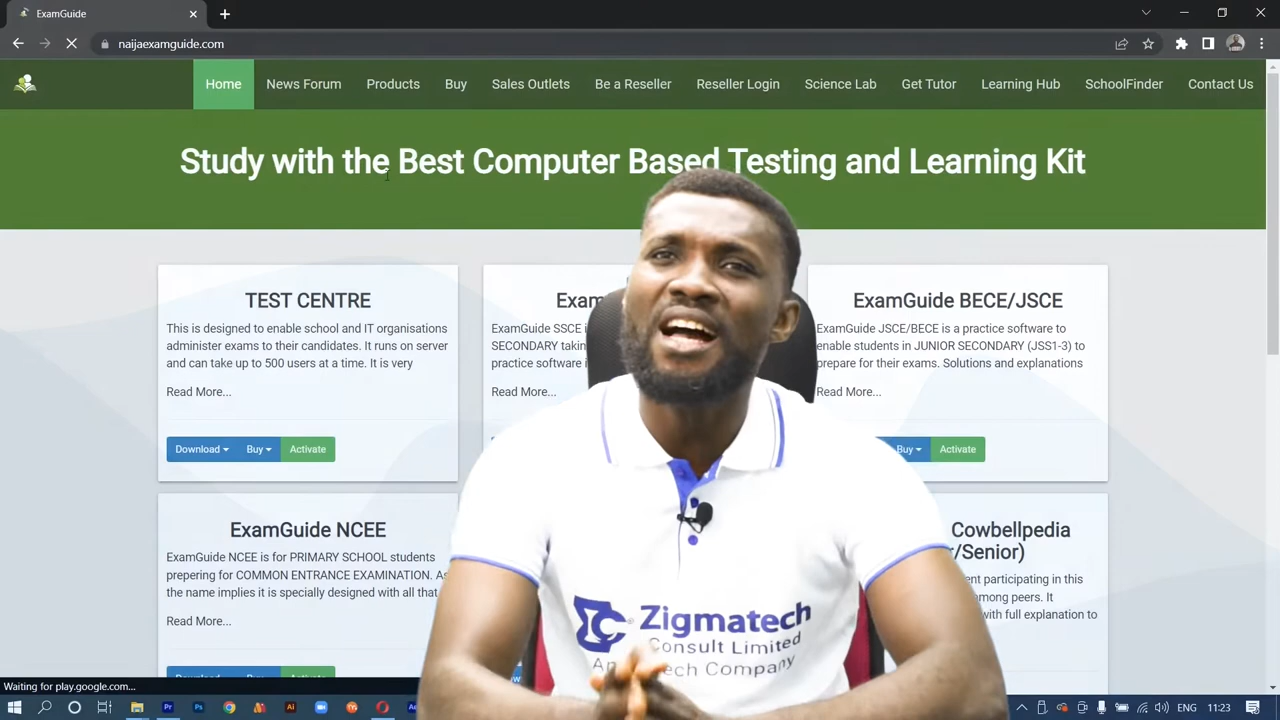 ExamGuide
naijaexamguide.com
Home News Forum Products Buy Sales Outlets Be a Reseller Reseller Login Science Lab Get Tutor Learning Hub SchoolFinder Contact Us
Study with the Best Computer Based Testing and Learning Kit
TEST CENTRE
This is designed to enable school and IT organisations
administer exams to their candidates. It runs on server
and can take up to 500 users at a time. It is very
Read More...
Download Buy Activate
Exam
ExamGuide SSCE i
SECONDARY takin
practice software i
Read More...
ExamGuide BECE/JSCE
ExamGuide JSCE/BECE is a practice software to
enable students in JUNIOR SECONDARY (JSS1-3) to
prepare for their exams. Solutions and explanations
Read More...
Buy Activate
ExamGuide NCEE
ExamGuide NCEE is for PRIMARY SCHOOL students
preparing for COMMON ENTRANCE EXAMINATION. As
the name implies it is specially designed with all that
Read More...
Download Buy Activate
Cowbellpedia
r/Senior)
ent participating in this
among peers. It
with full explanation to
Zigmatech
Consult Limited
tech Company
Waiting for play.google.com...
ENG 11:23